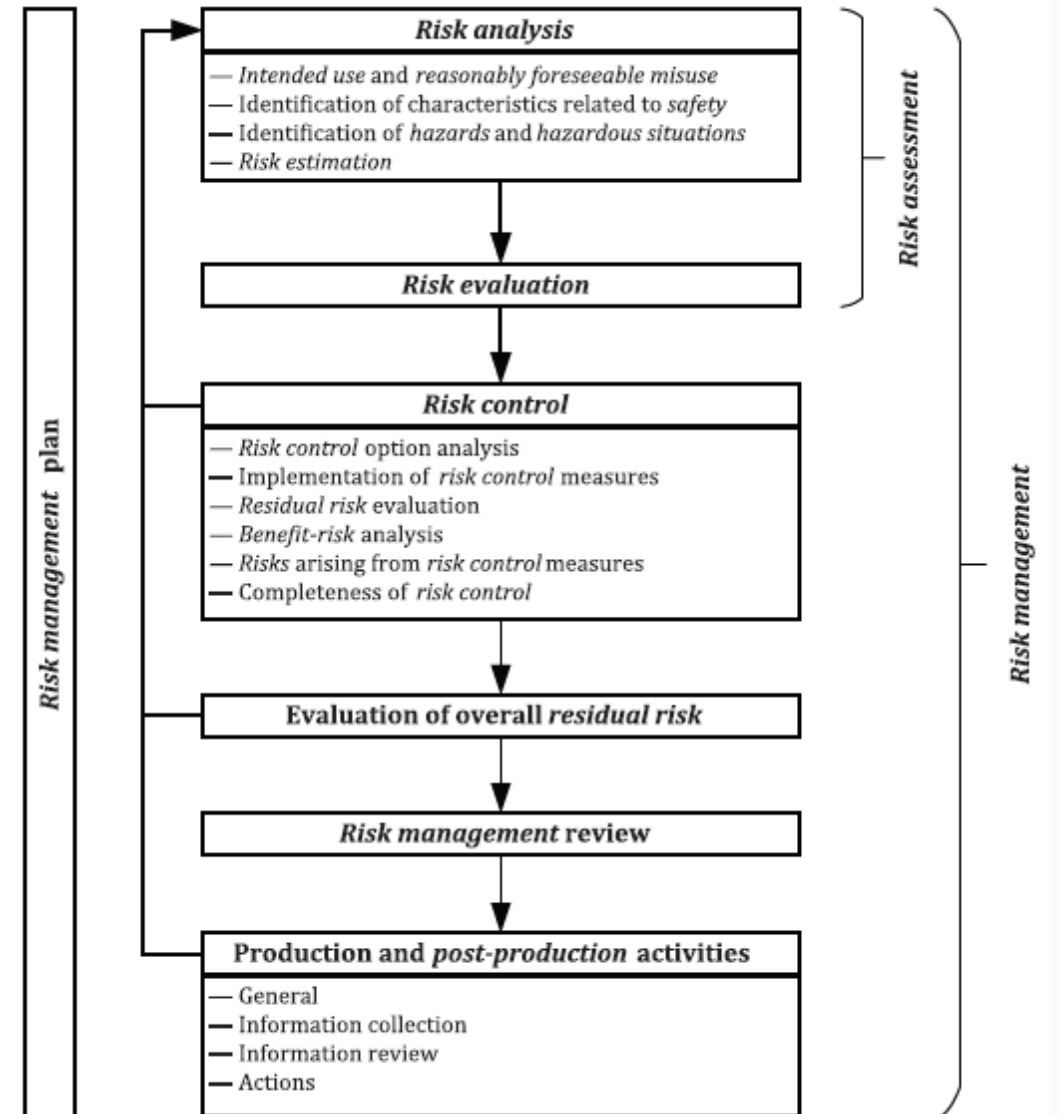 Risk analysis
— Intended use and reasonably foreseeable misuse
— Identification of characteristics related to safety
— Identification of hazards and hazardous situations
— Risk estimation
Risk evaluation
Risk control
— Risk control option analysis
— Implementation of risk control measures
— Residual risk evaluation
— Benefit-risk analysis
— Risks arising from risk control measures
— Completeness of risk control
Evaluation of overall residual risk
Risk management review
Production and post-production activities
— General
— Information collection
— Information review
— Actions
Risk management plan
Risk assessment
Risk management